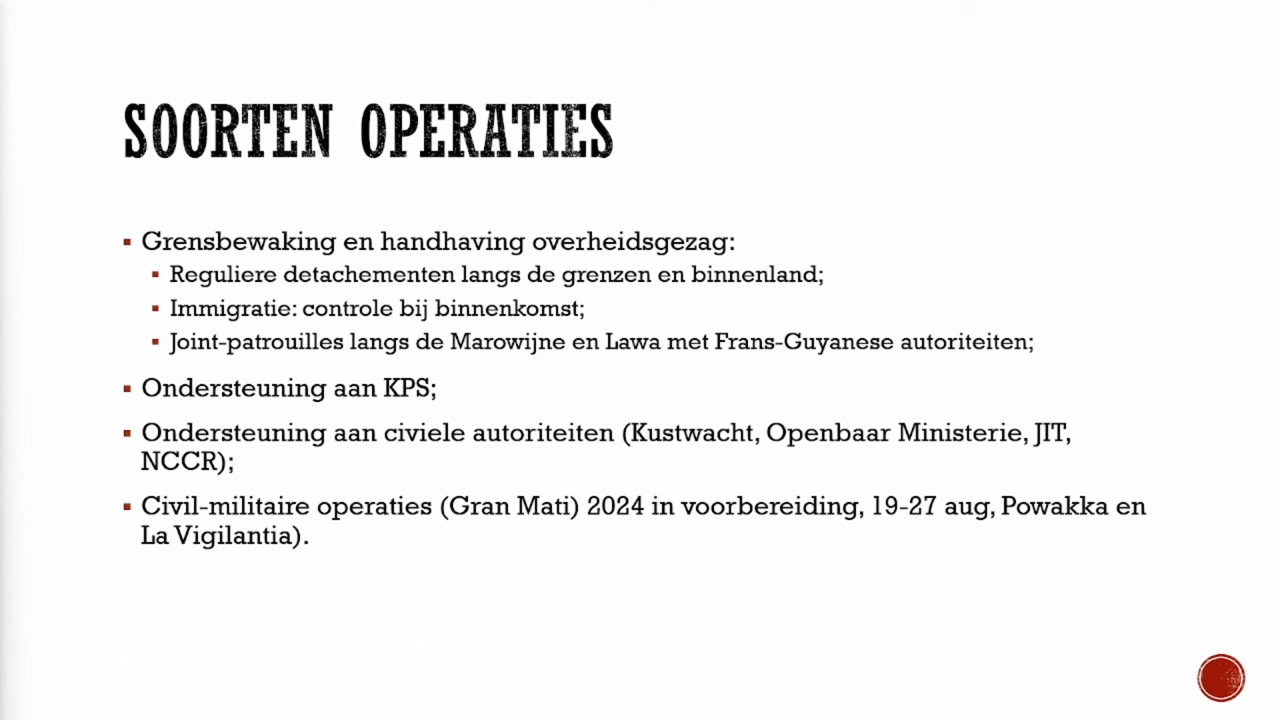 SOORTEN OPERATIES
▪ Grensbewaking en handhaving overheidsgezag:
▪ Reguliere detachementen langs de grenzen en binnenland;
▪ Immigratie: controle bij binnenkomst;
▪ Joint-patrouilles langs de Marowijne en Lawa met Frans-Guyanese autoriteiten;
▪ Ondersteuning aan KPS;
▪ Ondersteuning aan civiele autoriteiten (Kustwacht, Openbaar Ministerie, JIT,
NCCR);
▪ Civil-militaire operaties (Gran Mati) 2024 in voorbereiding, 19-27 aug, Powakka en
La Vigilantia).